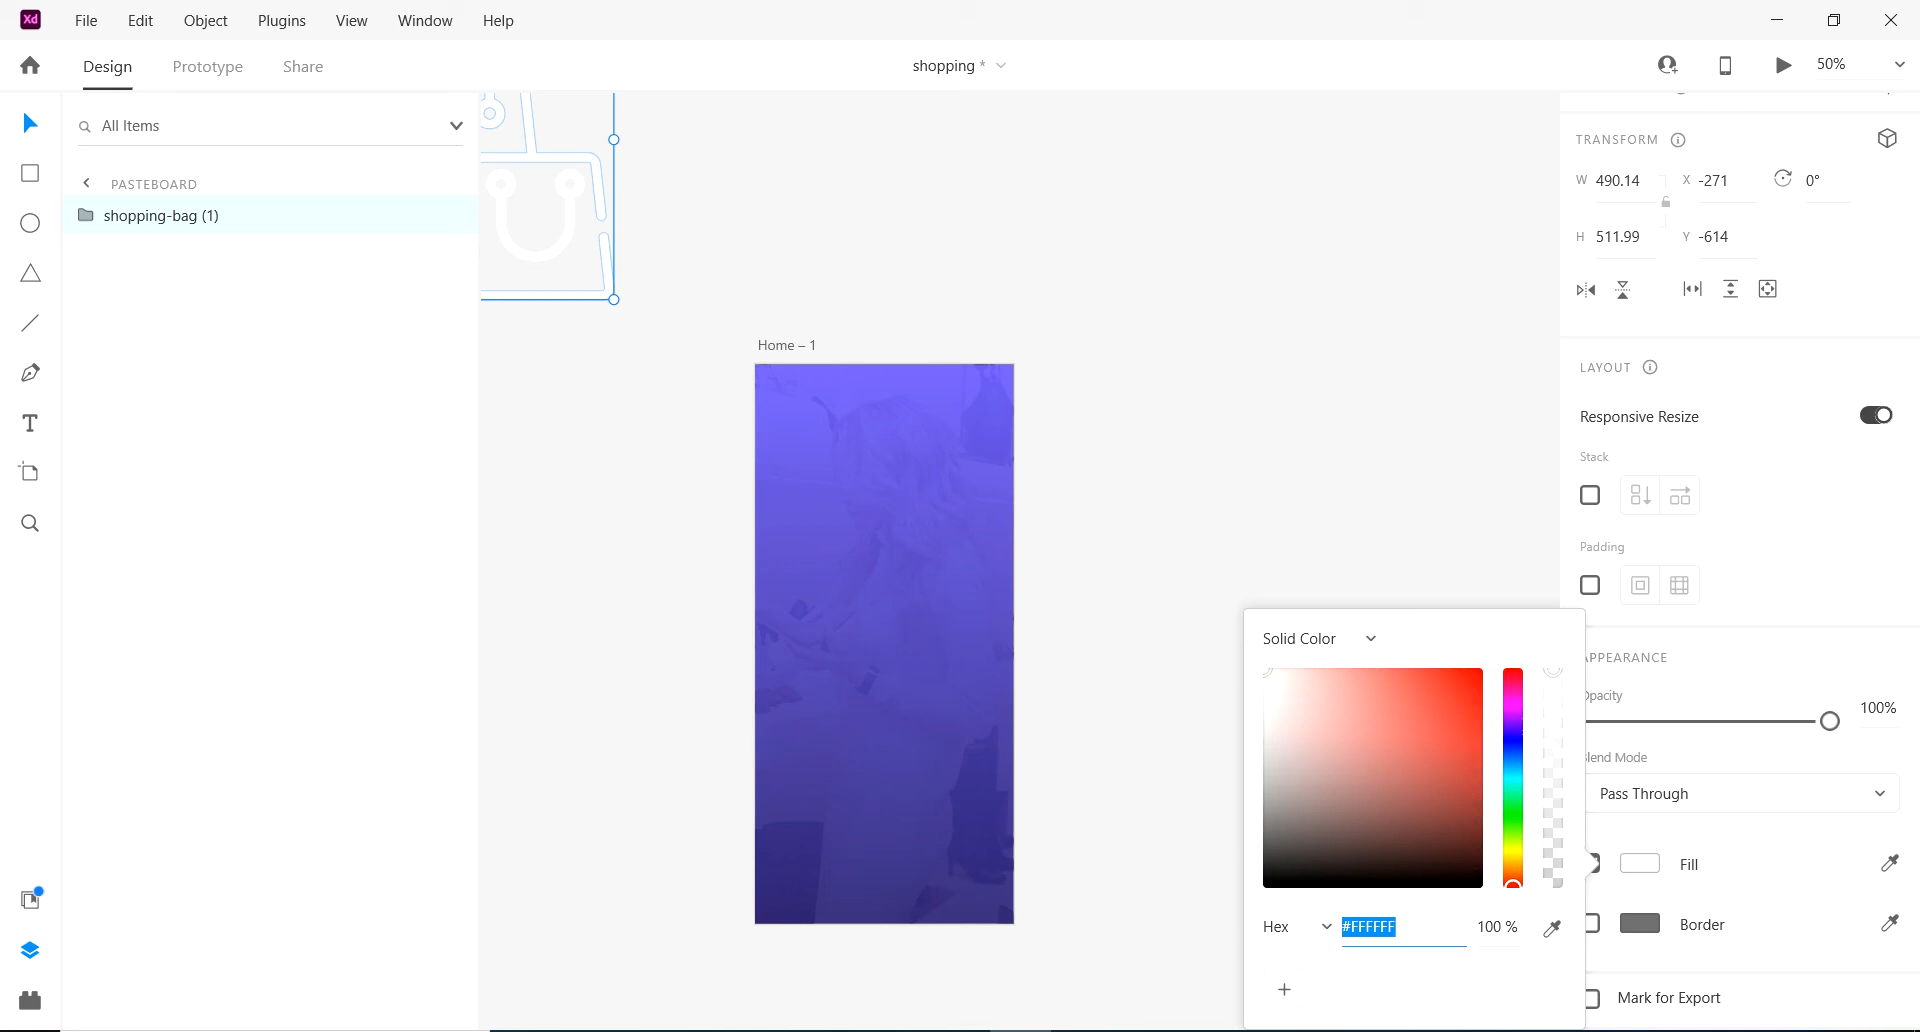 Xd File Edit Object Plugins View Window Help
Design Prototype Share shopping * 50%
All Items
PASTEBOARD
shopping-bag (1)
Home – 1
TRANSFORM
W 490.14 X -271 0°
H 511.99 Y -614
LAYOUT
Responsive Resize
Stack
Padding
Solid Color
PPEARANCE
pacity
100%
lend Mode
Pass Through
Fill
Hex #FFFFFF 100 %
Border
+
Mark for Export